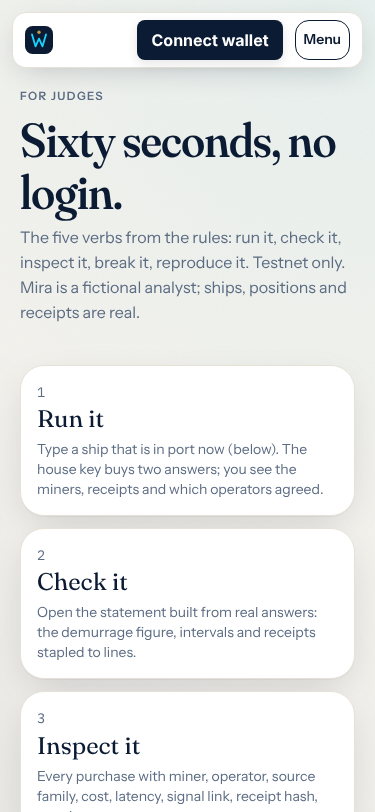 W
Connect wallet
Menu
FOR JUDGES
Sixty seconds, no
login.
The five verbs from the rules: run it, check it,
inspect it, break it, reproduce it. Testnet only.
Mira is a fictional analyst; ships, positions and
receipts are real.
1
Run it
Type a ship that is in port now (below). The
house key buys two answers; you see the
miners, receipts and which operators agreed.
2
Check it
Open the statement built from real answers:
the demurrage figure, intervals and receipts
stapled to lines.
3
Inspect it
Every purchase with miner, operator, source
family, cost, latency, signal link, receipt hash,